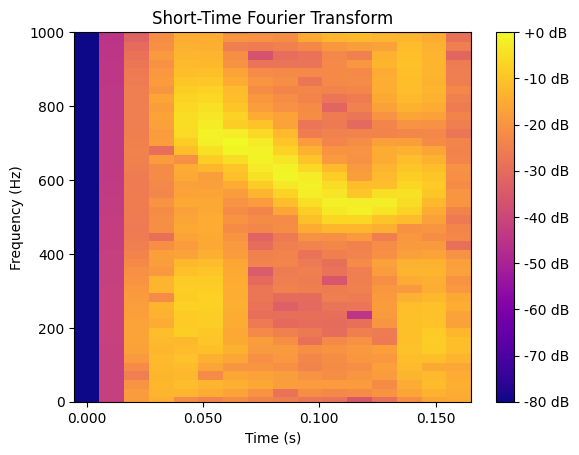 Short-Time Fourier Transform
1000
800
600
400
200
0
Frequency (Hz)
0.000
0.050
0.100
0.150
Time (s)
+0 dB
-10 dB
-20 dB
-30 dB
-40 dB
-50 dB
-60 dB
-70 dB
-80 dB